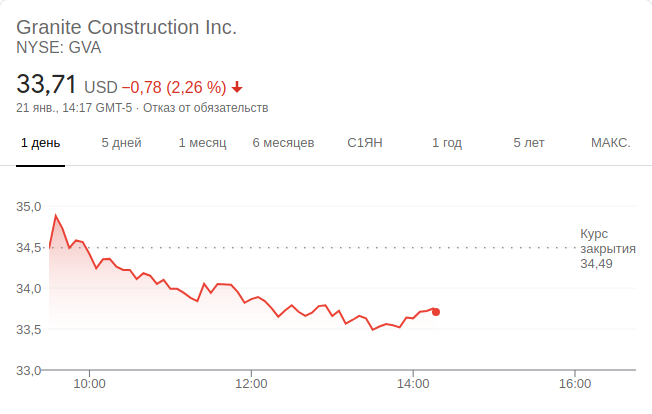 Granite Construction Inc.
NYSE: GVA
33,71 USD −0,78 (2,26 %)
21 янв., 14:17 GMT-5 · Отказ от обязательств
1 день 5 дней 1 месяц 6 месяцев С1ЯН 1 год 5 лет МАКС.
35,0
Курс
34,5 закрытия
34,49
34,0
33,5
33,0
10:00 12:00 14:00 16:00